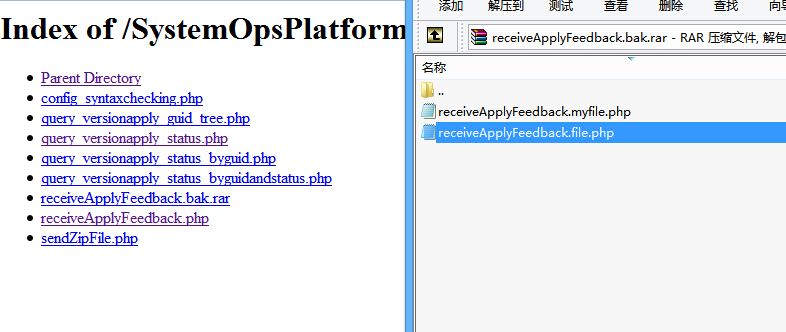 Index of /SystemOpsPlatform
Parent Directory
config_syntaxchecking.php
query_versionapply_guid_tree.php
query_versionapply_status.php
query_versionapply_status_byguid.php
query_versionapply_status_byguidandstatus.php
receiveApplyFeedback.bak.rar
receiveApplyFeedback.php
sendZipFile.php
添加 解压到 测试 查看 删除 查找 向导
receiveApplyFeedback.bak.rar - RAR 压缩文件, 解包
名称
..
receiveApplyFeedback.myfile.php
receiveApplyFeedback.file.php